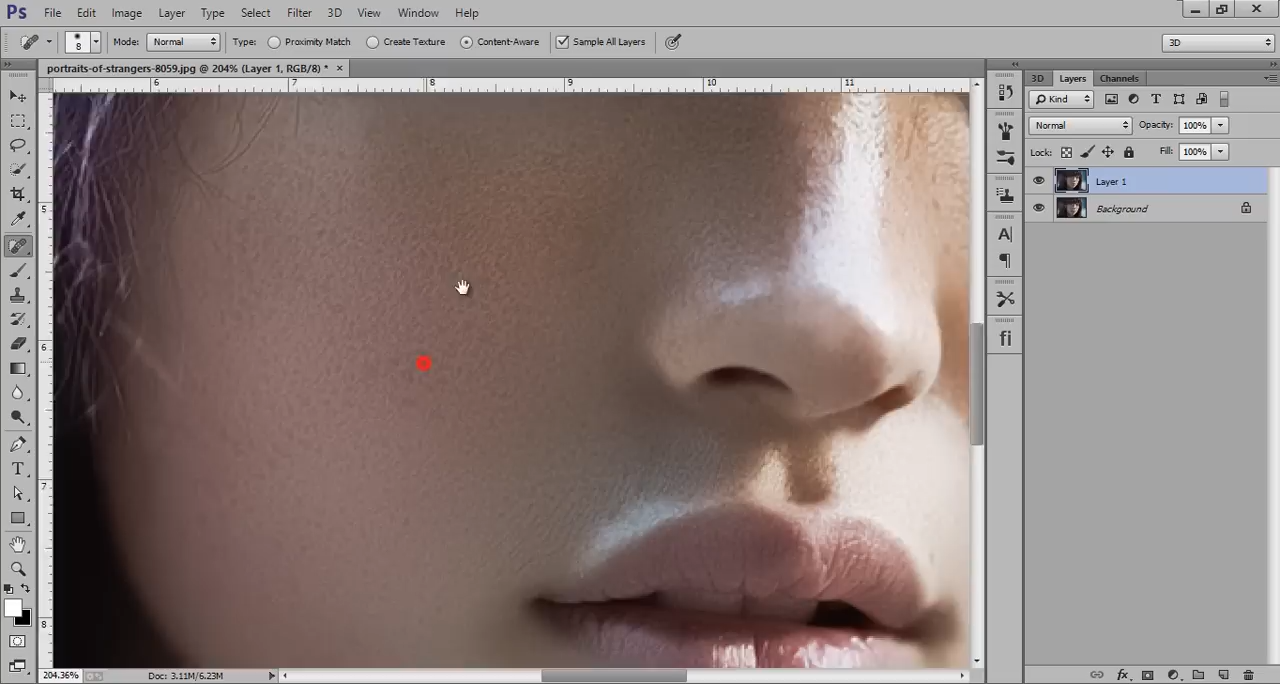 Ps File Edit Image Layer Type Select Filter 3D View Window Help
8 Mode: Normal Type: Proximity Match Create Texture Content-Aware Sample All Layers 3D
portraits-of-strangers-8059.jpg @ 204% (Layer 1, RGB/8) * ×
3D Layers Channels
6 7 8 9 10 11
Kind
Normal Opacity: 100%
Lock: Fill: 100%
Layer 1
Background
5
6
7
8
204.36% Doc: 3.11M/6.23M